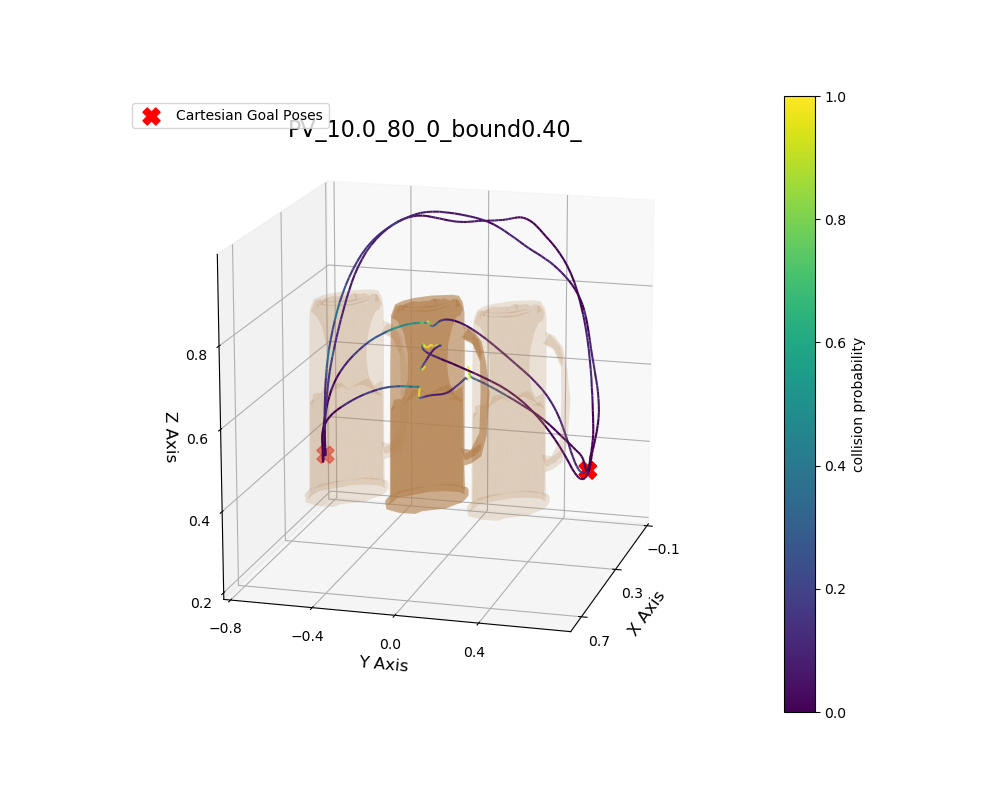 Cartesian Goal Poses
PV_10.0_80_0_bound0.40_
1.0
0.8
0.6
0.4
0.2
0.0
collision probability
0.8
0.6
0.4
0.2
Z Axis
−0.8
−0.4
0.0
0.4
Y Axis
−0.1
0.3
0.7
X Axis